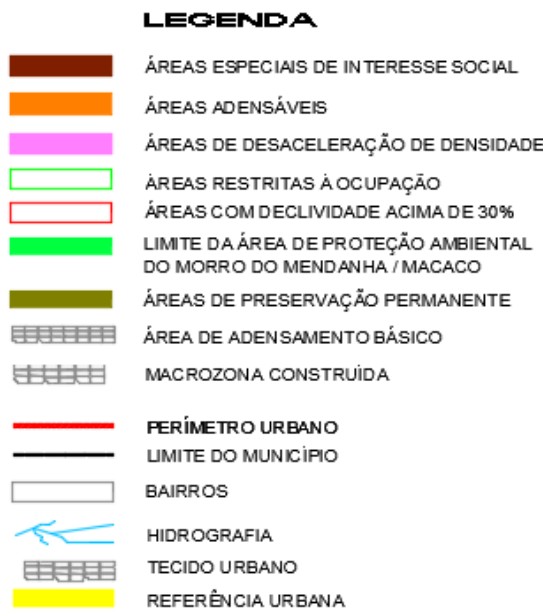 LEGENDA
ÁREAS ESPECIAIS DE INTERESSE SOCIAL
ÁREAS ADENSÁVEIS
ÁREAS DE DESACELERAÇÃO DE DENSIDADE
ÁREAS RESTRITAS À OCUPAÇÃO
ÁREAS COM DECLIVIDADE ACIMA DE 30%
LIMITE DA ÁREA DE PROTEÇÃO AMBIENTAL
DO MORRO DO MENDANHA / MACACO
ÁREAS DE PRESERVAÇÃO PERMANENTE
ÁREA DE ADENSAMENTO BÁSICO
MACROZONA CONSTRUÍDA
PERÍMETRO URBANO
LIMITE DO MUNICÍPIO
BAIRROS
HIDROGRAFIA
TECIDO URBANO
REFERÊNCIA URBANA